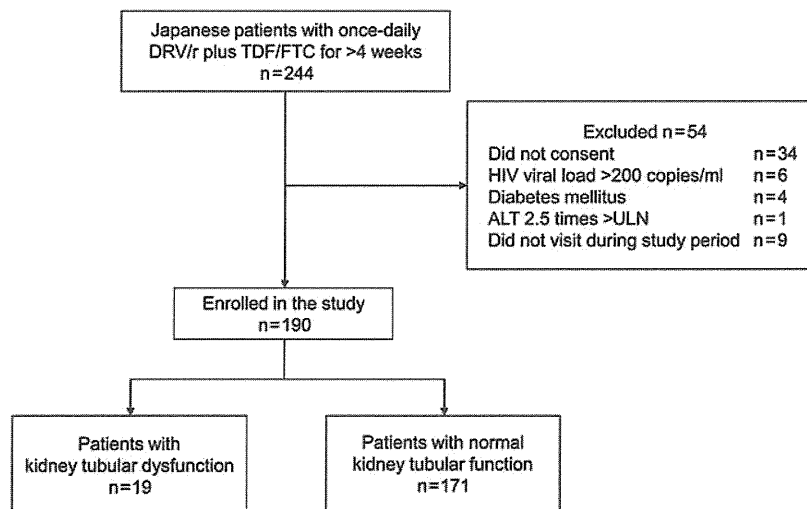 Japanese patients with once-daily
DRV/r plus TDF/FTC for >4 weeks
n=244
Excluded n=54
Did not consent n=34
HIV viral load >200 copies/ml n=6
Diabetes mellitus n=4
ALT 2.5 times >ULN n=1
Did not visit during study period n=9
Enrolled in the study
n=190
Patients with
kidney tubular dysfunction
n=19
Patients with normal
kidney tubular function
n=171